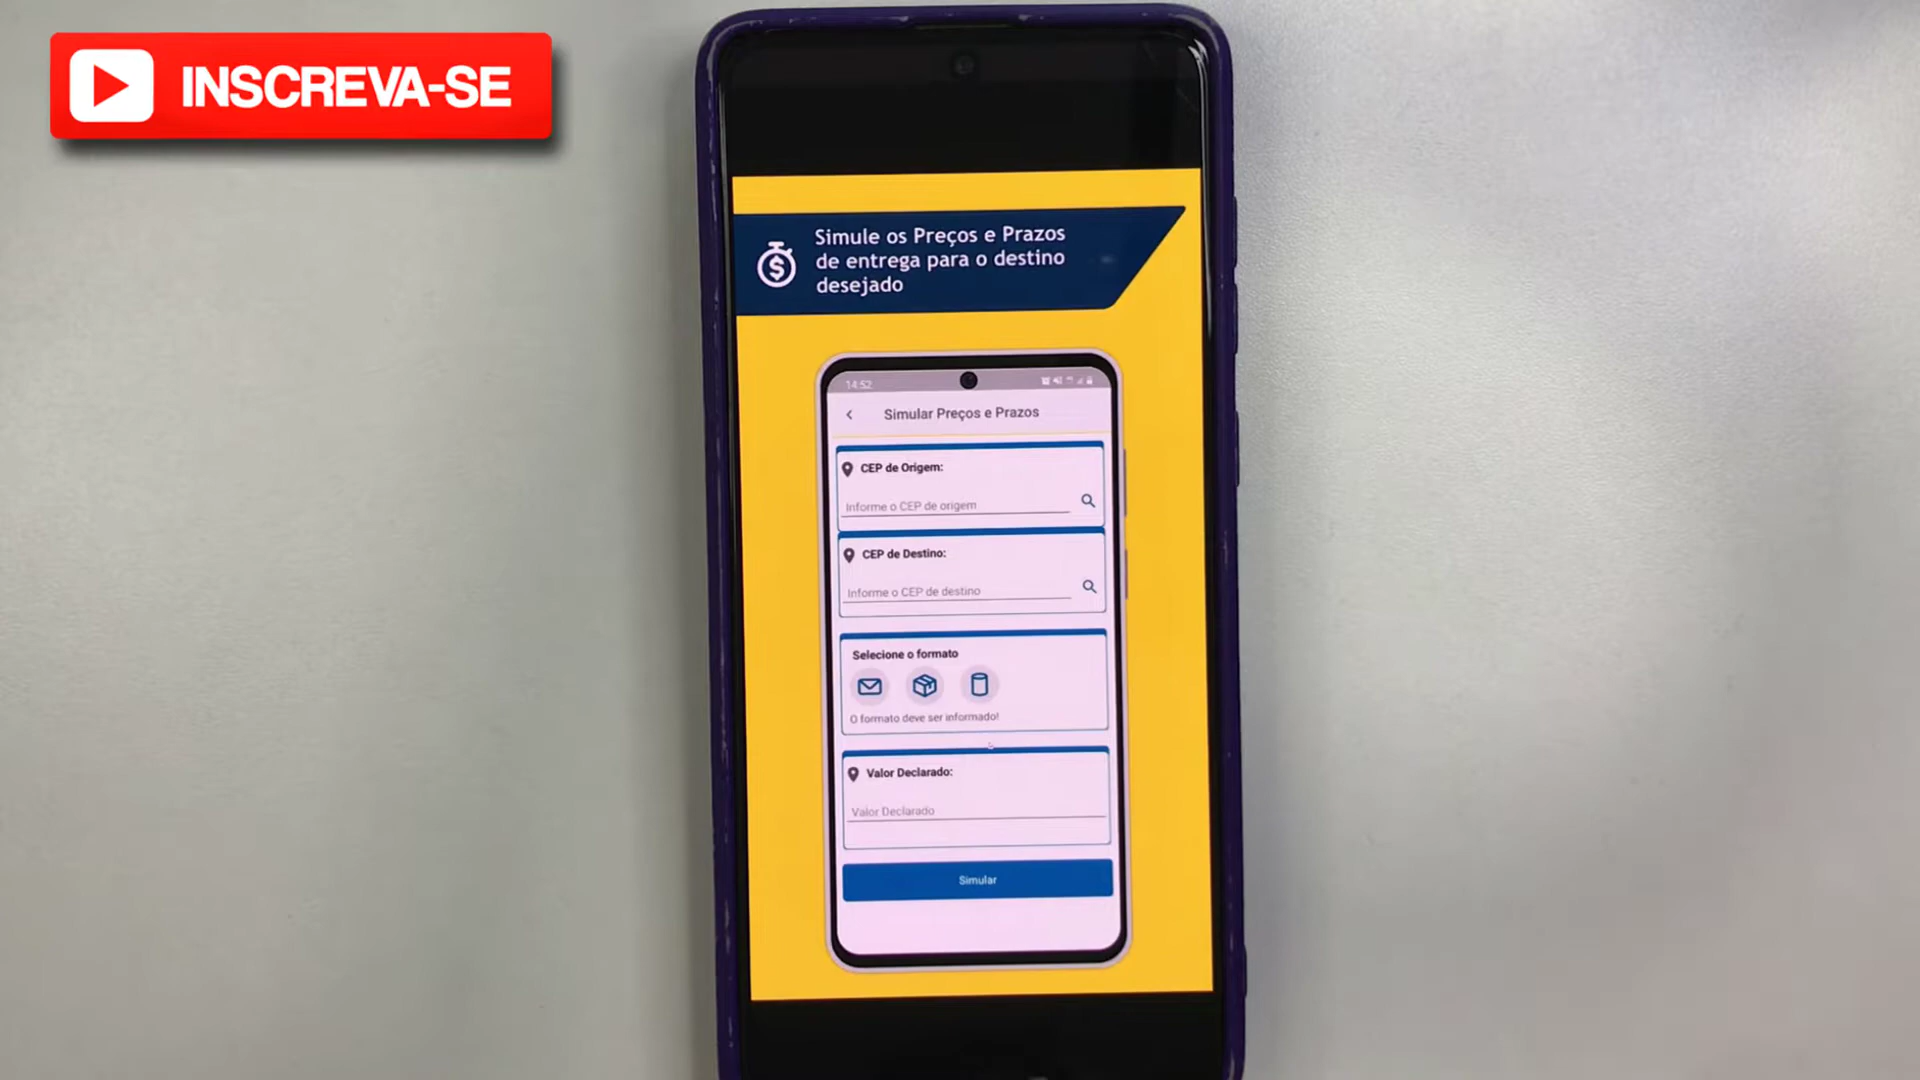 INSCREVA-SE
Simule os Preços e Prazos
de entrega para o destino
desejado
14:52
Simular Preços e Prazos
CEP de Origem:
Informe o CEP de origem
CEP de Destino:
Informe o CEP de destino
Selecione o formato
O formato deve ser informado!
Valor Declarado:
Valor Declarado
Simular